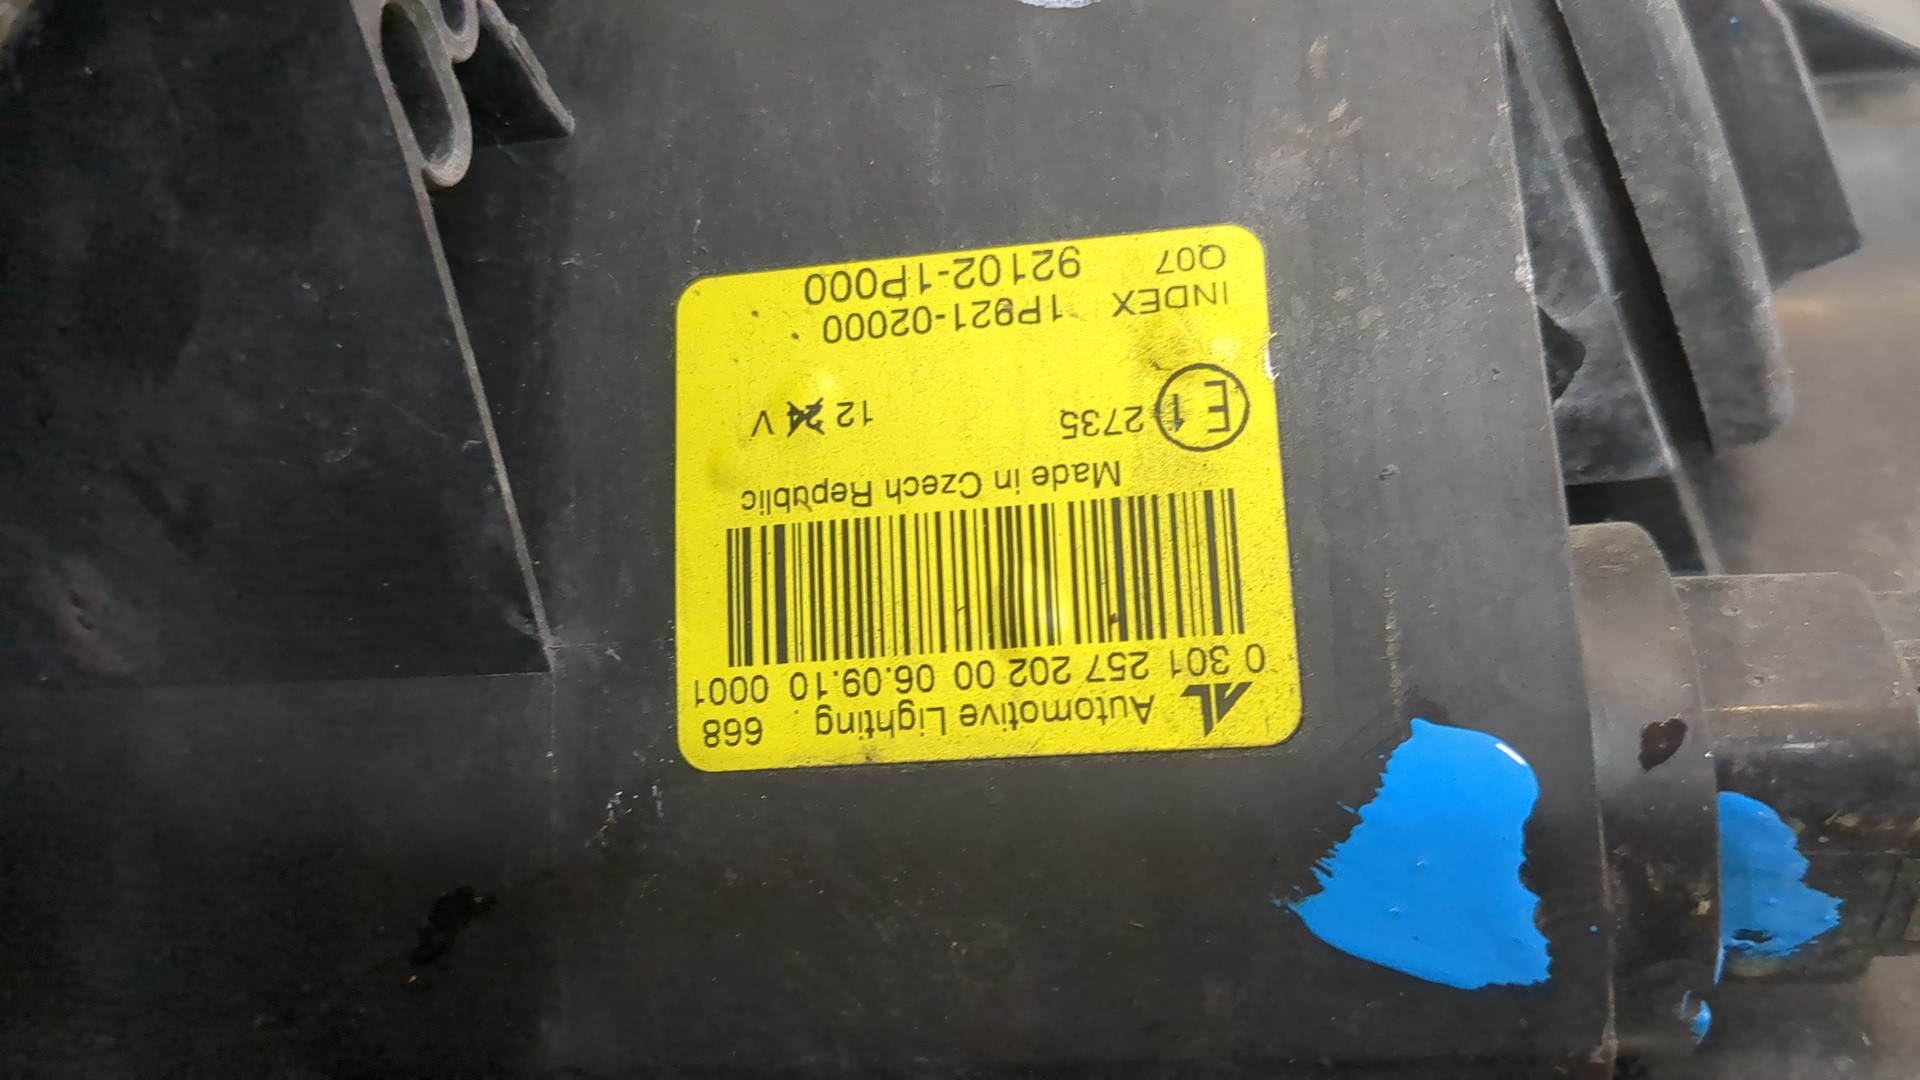 AL Automotive Lighting 668
0 301 257 202 00 06.09.10 0001
Made in Czech Republic
E1 2735 12 24 V
INDEX 1P921-02000
Q07 92102-1P000